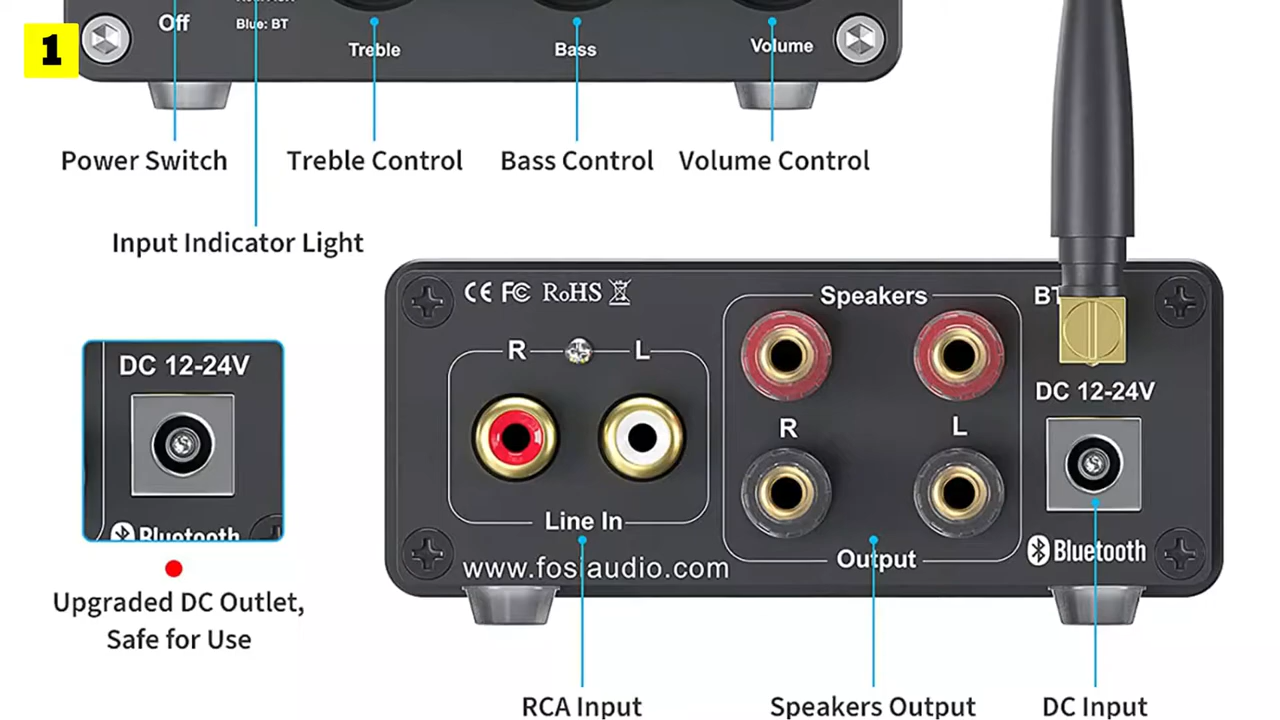 1
Off
Blue: BT
Treble
Bass
Volume
Power Switch
Treble Control
Bass Control
Volume Control
Input Indicator Light
CE FC RoHS
Speakers
BT
R
L
DC 12-24V
DC 12-24V
R
L
Line In
Bluetooth
Output
Bluetooth
www.fosiaudio.com
Upgraded DC Outlet,
Safe for Use
RCA Input
Speakers Output
DC Input